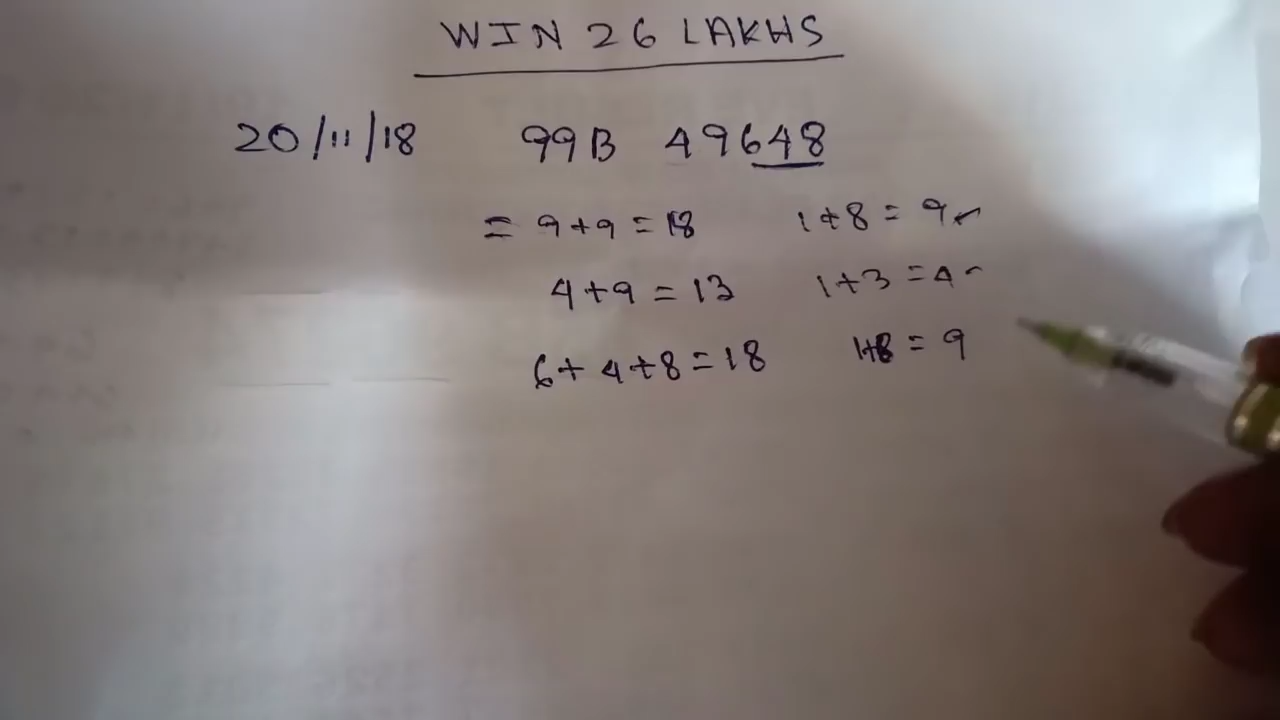 WIN 26 LAKHS
20/11/18 99B 49648
= 9+9=18 1+8=9
4+9=13 1+3=4
6+4+8=18 1+8=9